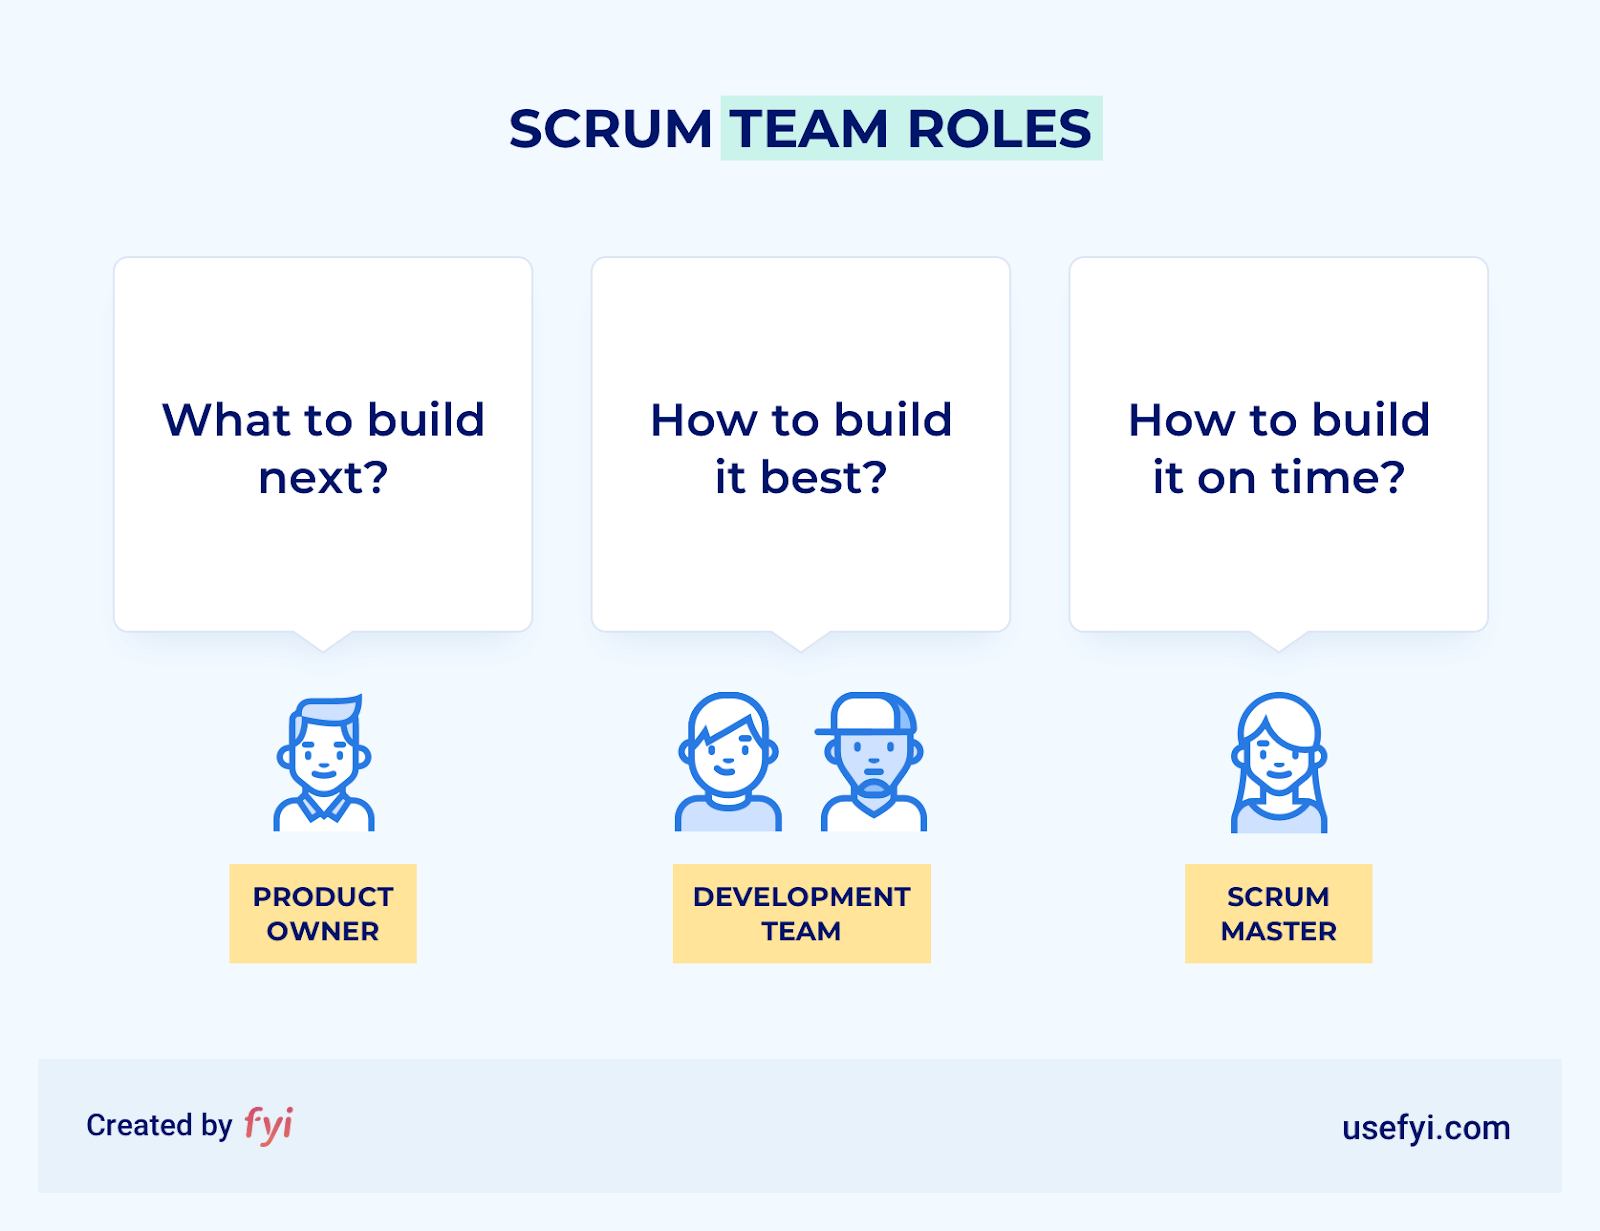 SCRUM TEAM ROLES
What to build
next?
How to build
it best?
How to build
it on time?
PRODUCT
OWNER
DEVELOPMENT
TEAM
SCRUM
MASTER
Created by fyi
usefyi.com